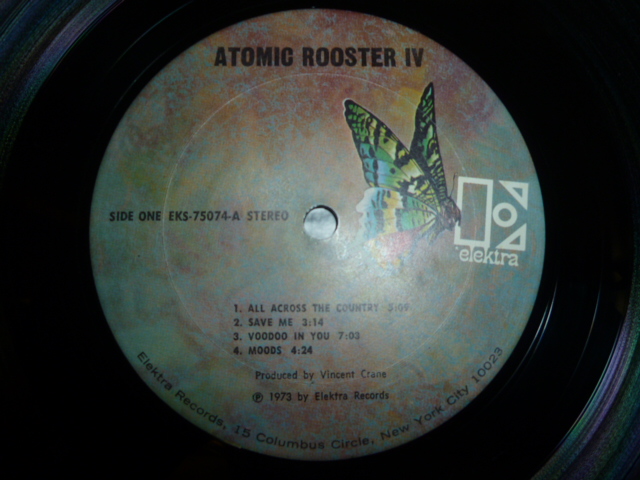 ATOMIC ROOSTER IV
SIDE ONE EKS-75074-A STEREO
elektra
1. ALL ACROSS THE COUNTRY 5:09
2. SAVE ME 3:14
3. VOODOO IN YOU 7:03
4. MOODS 4:24
Produced by Vincent Crane
℗ 1973 by Elektra Records
Elektra Records, 15 Columbus Circle, New York City 10023